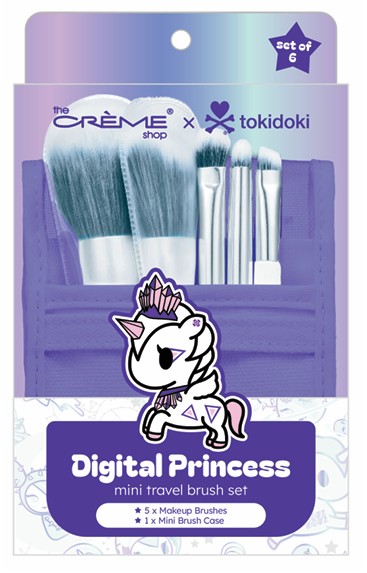 set of
6
the
CRÈME®
shop
x
tokidoki
Digital Princess
mini travel brush set
★ 5 x Makeup Brushes
★ 1 x Mini Brush Case